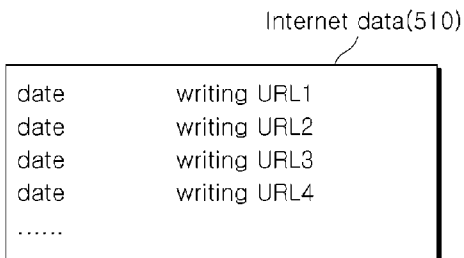 Internet data(510)
date writing URL1
date writing URL2
date writing URL3
date writing URL4
......